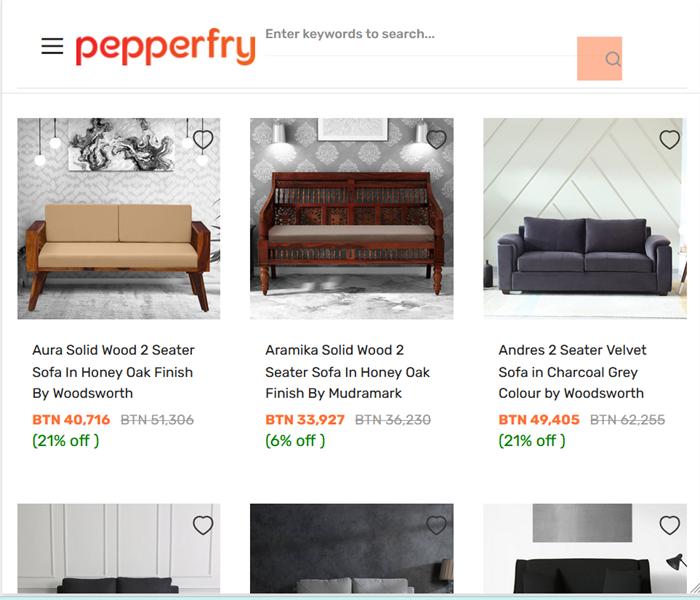 pepperfry
Enter keywords to search...
Aura Solid Wood 2 Seater
Sofa In Honey Oak Finish
By Woodsworth
BTN 40,716 BTN 51,306
(21% off )
Aramika Solid Wood 2
Seater Sofa In Honey Oak
Finish By Mudramark
BTN 33,927 BTN 36,230
(6% off )
Andres 2 Seater Velvet
Sofa in Charcoal Grey
Colour by Woodsworth
BTN 49,405 BTN 62,255
(21% off )